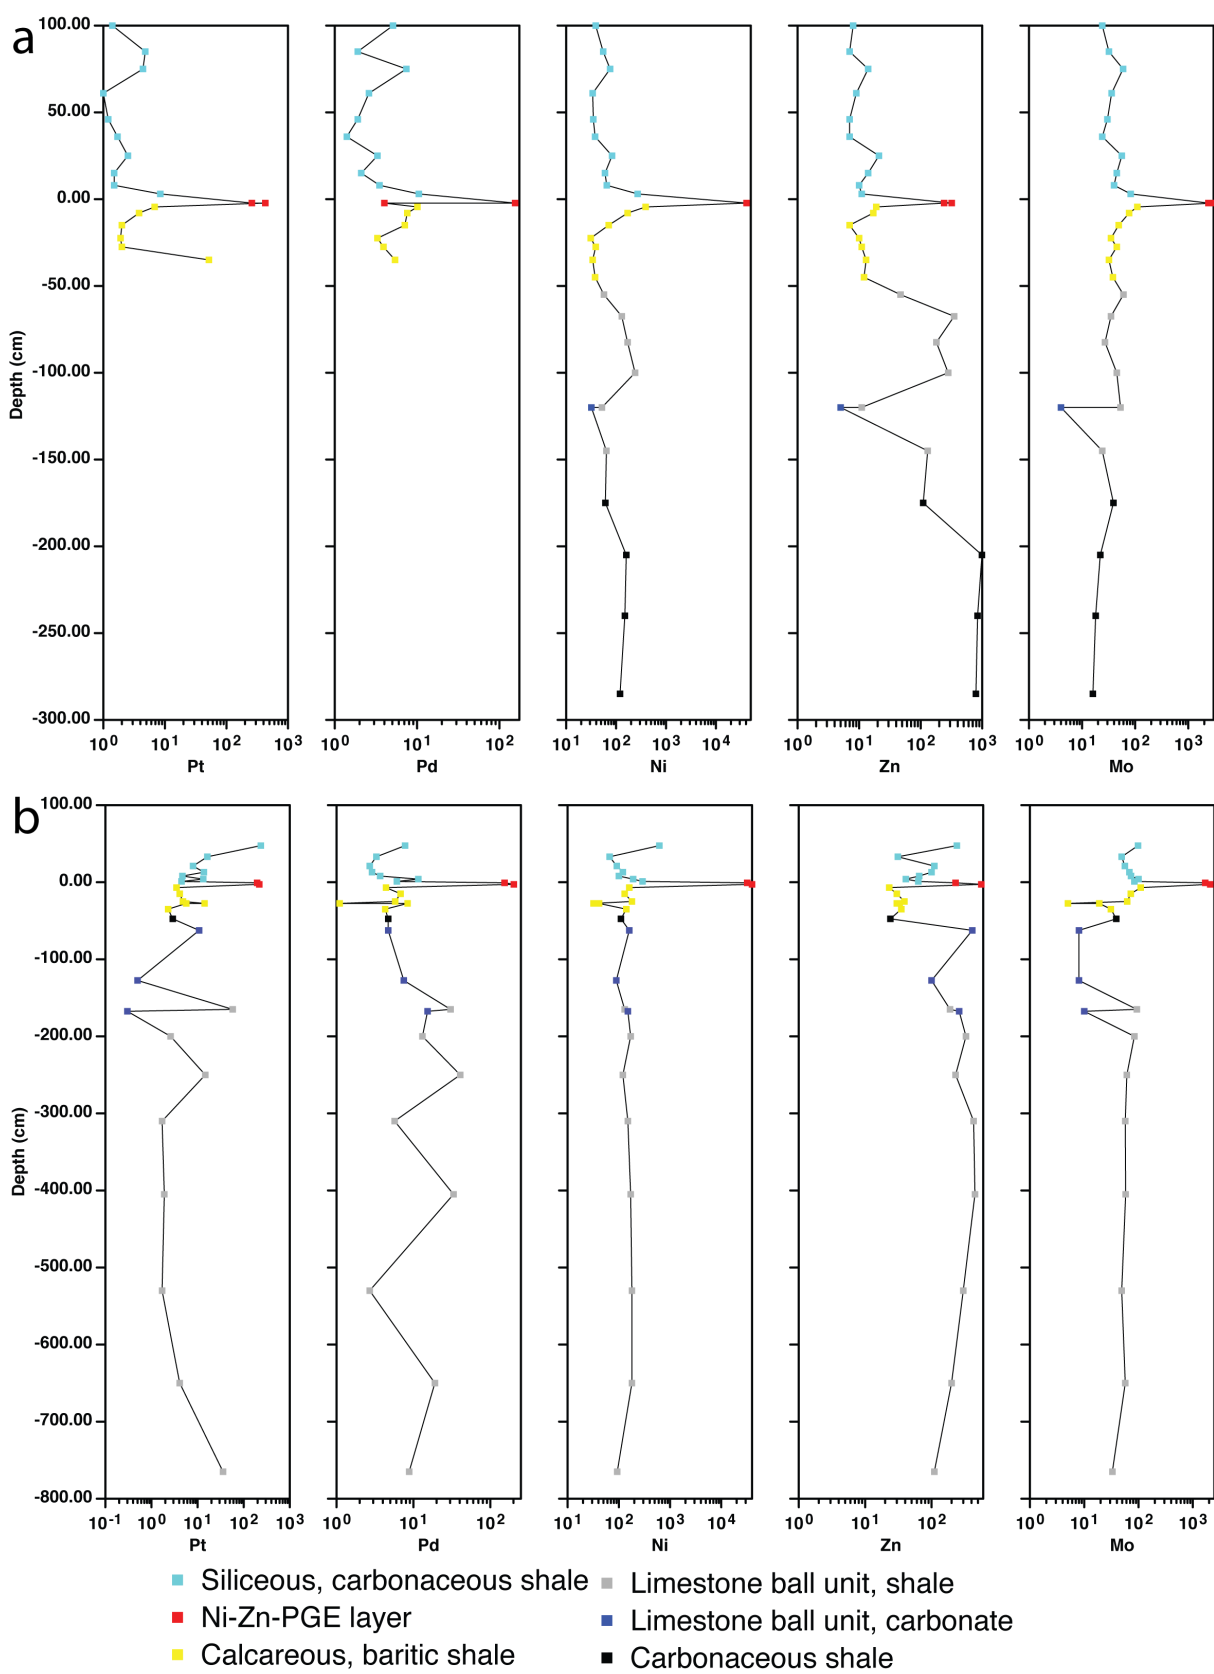 a
100.00
50.00
0.00
-50.00
-100.00
-150.00
-200.00
-250.00
-300.00
Depth (cm)
10^0 10^1 10^2 10^3 10^0 10^1 10^2 10^1 10^2 10^3 10^4 10^0 10^1 10^2 10^3 10^0 10^1 10^2 10^3
Pt Pd Ni Zn Mo
b
100.00
0.00
-100.00
-200.00
-300.00
-400.00
-500.00
-600.00
-700.00
-800.00
Depth (cm)
10^-1 10^0 10^1 10^2 10^3 10^0 10^1 10^2 10^1 10^2 10^3 10^4 10^0 10^1 10^2 10^0 10^1 10^2 10^3
Pt Pd Ni Zn Mo
Siliceous, carbonaceous shale
Ni-Zn-PGE layer
Calcareous, baritic shale
Limestone ball unit, shale
Limestone ball unit, carbonate
Carbonaceous shale